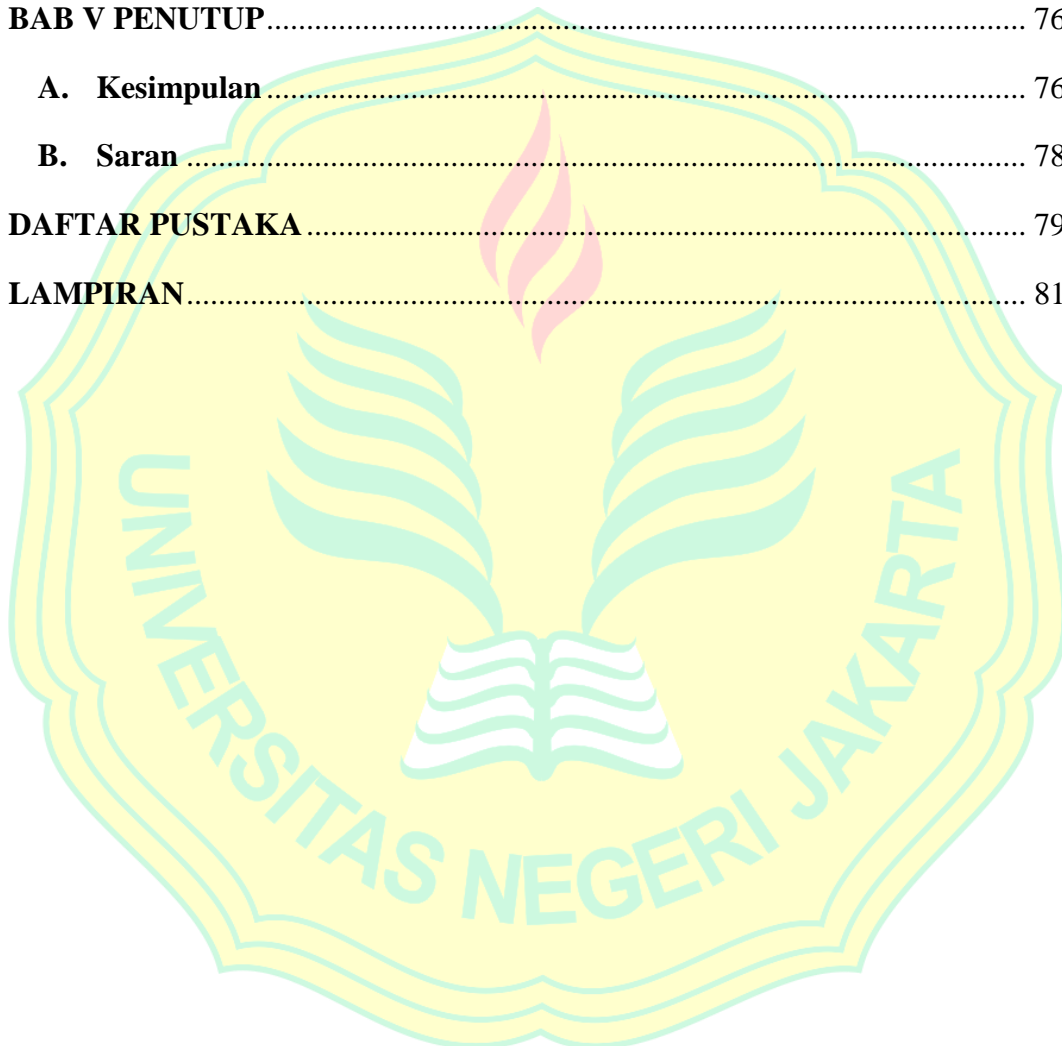 BAB V PENUTUP........................................................................................................ 76
A. Kesimpulan................................................................................................. 76
B. Saran .......................................................................................................... 78
DAFTAR PUSTAKA ................................................................................................... 79
LAMPIRAN................................................................................................................ 81
UNIVERSITAS NEGERI JAKARTA